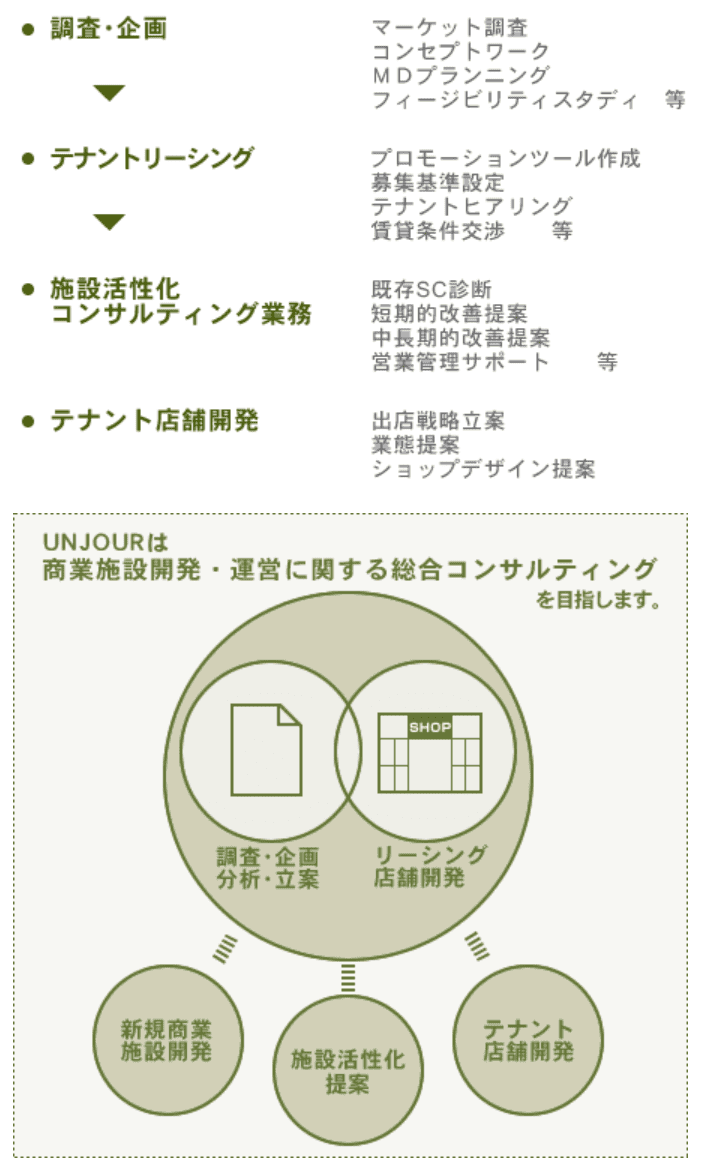 ● 調査・企画
マーケット調査
コンセプトワーク
MDプランニング
フィージビリティスタディ　等
● テナントリーシング
プロモーションツール作成
募集基準設定
テナントヒアリング
賃貸条件交渉　　等
● 施設活性化
コンサルティング業務
既存SC診断
短期的改善提案
中長期的改善提案
営業管理サポート　　等
● テナント店舗開発
出店戦略立案
業態提案
ショップデザイン提案
UNJOURは
商業施設開発・運営に関する総合コンサルティング
を目指します。
SHOP
調査・企画
分析・立案
リーシング
店舗開発
新規商業
施設開発
施設活性化
提案
テナント
店舗開発